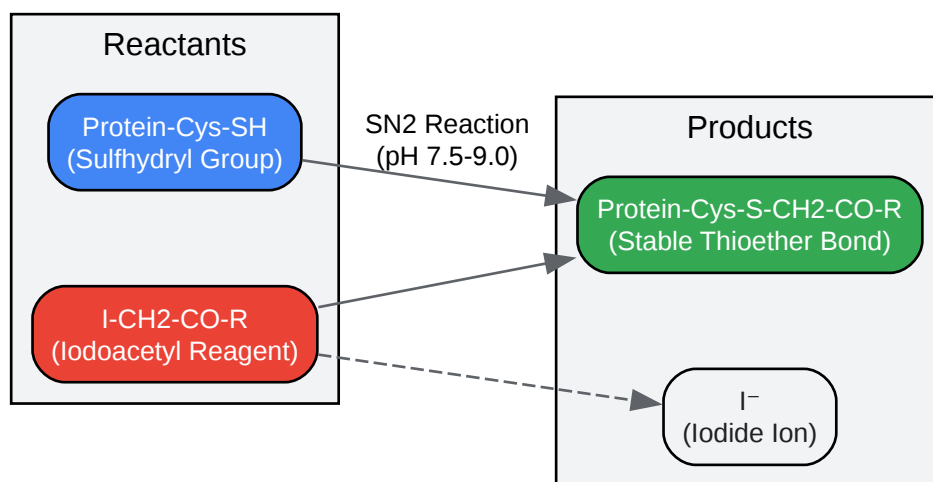 Reactants
Protein-Cys-SH
(Sulfhydryl Group)
I-CH2-CO-R
(Iodoacetyl Reagent)
SN2 Reaction
(pH 7.5-9.0)
Products
Protein-Cys-S-CH2-CO-R
(Stable Thioether Bond)
I⁻
(Iodide Ion)